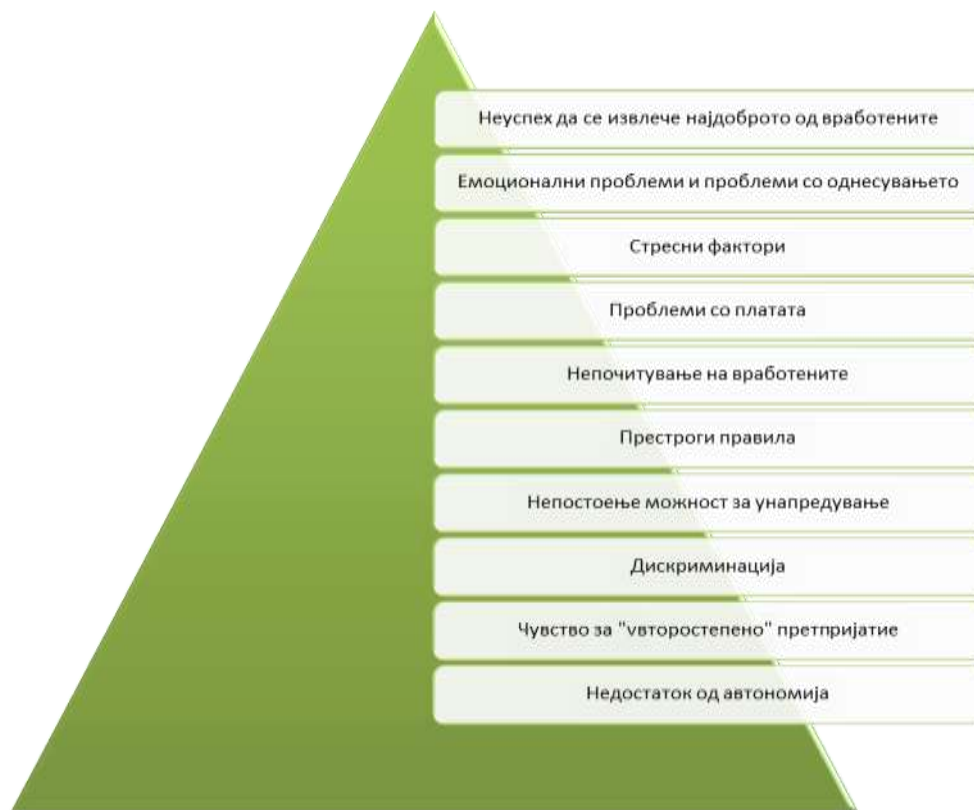 Неуспех да се извлече најдоброто од вработените
Емоционални проблеми и проблеми со однесувањето
Стресни фактори
Проблеми со платата
Непочитување на вработените
Престроги правила
Непостоење можност за унапредување
Дискриминација
Чувство за "vвторостепено" претпријатие
Недостаток од автономија